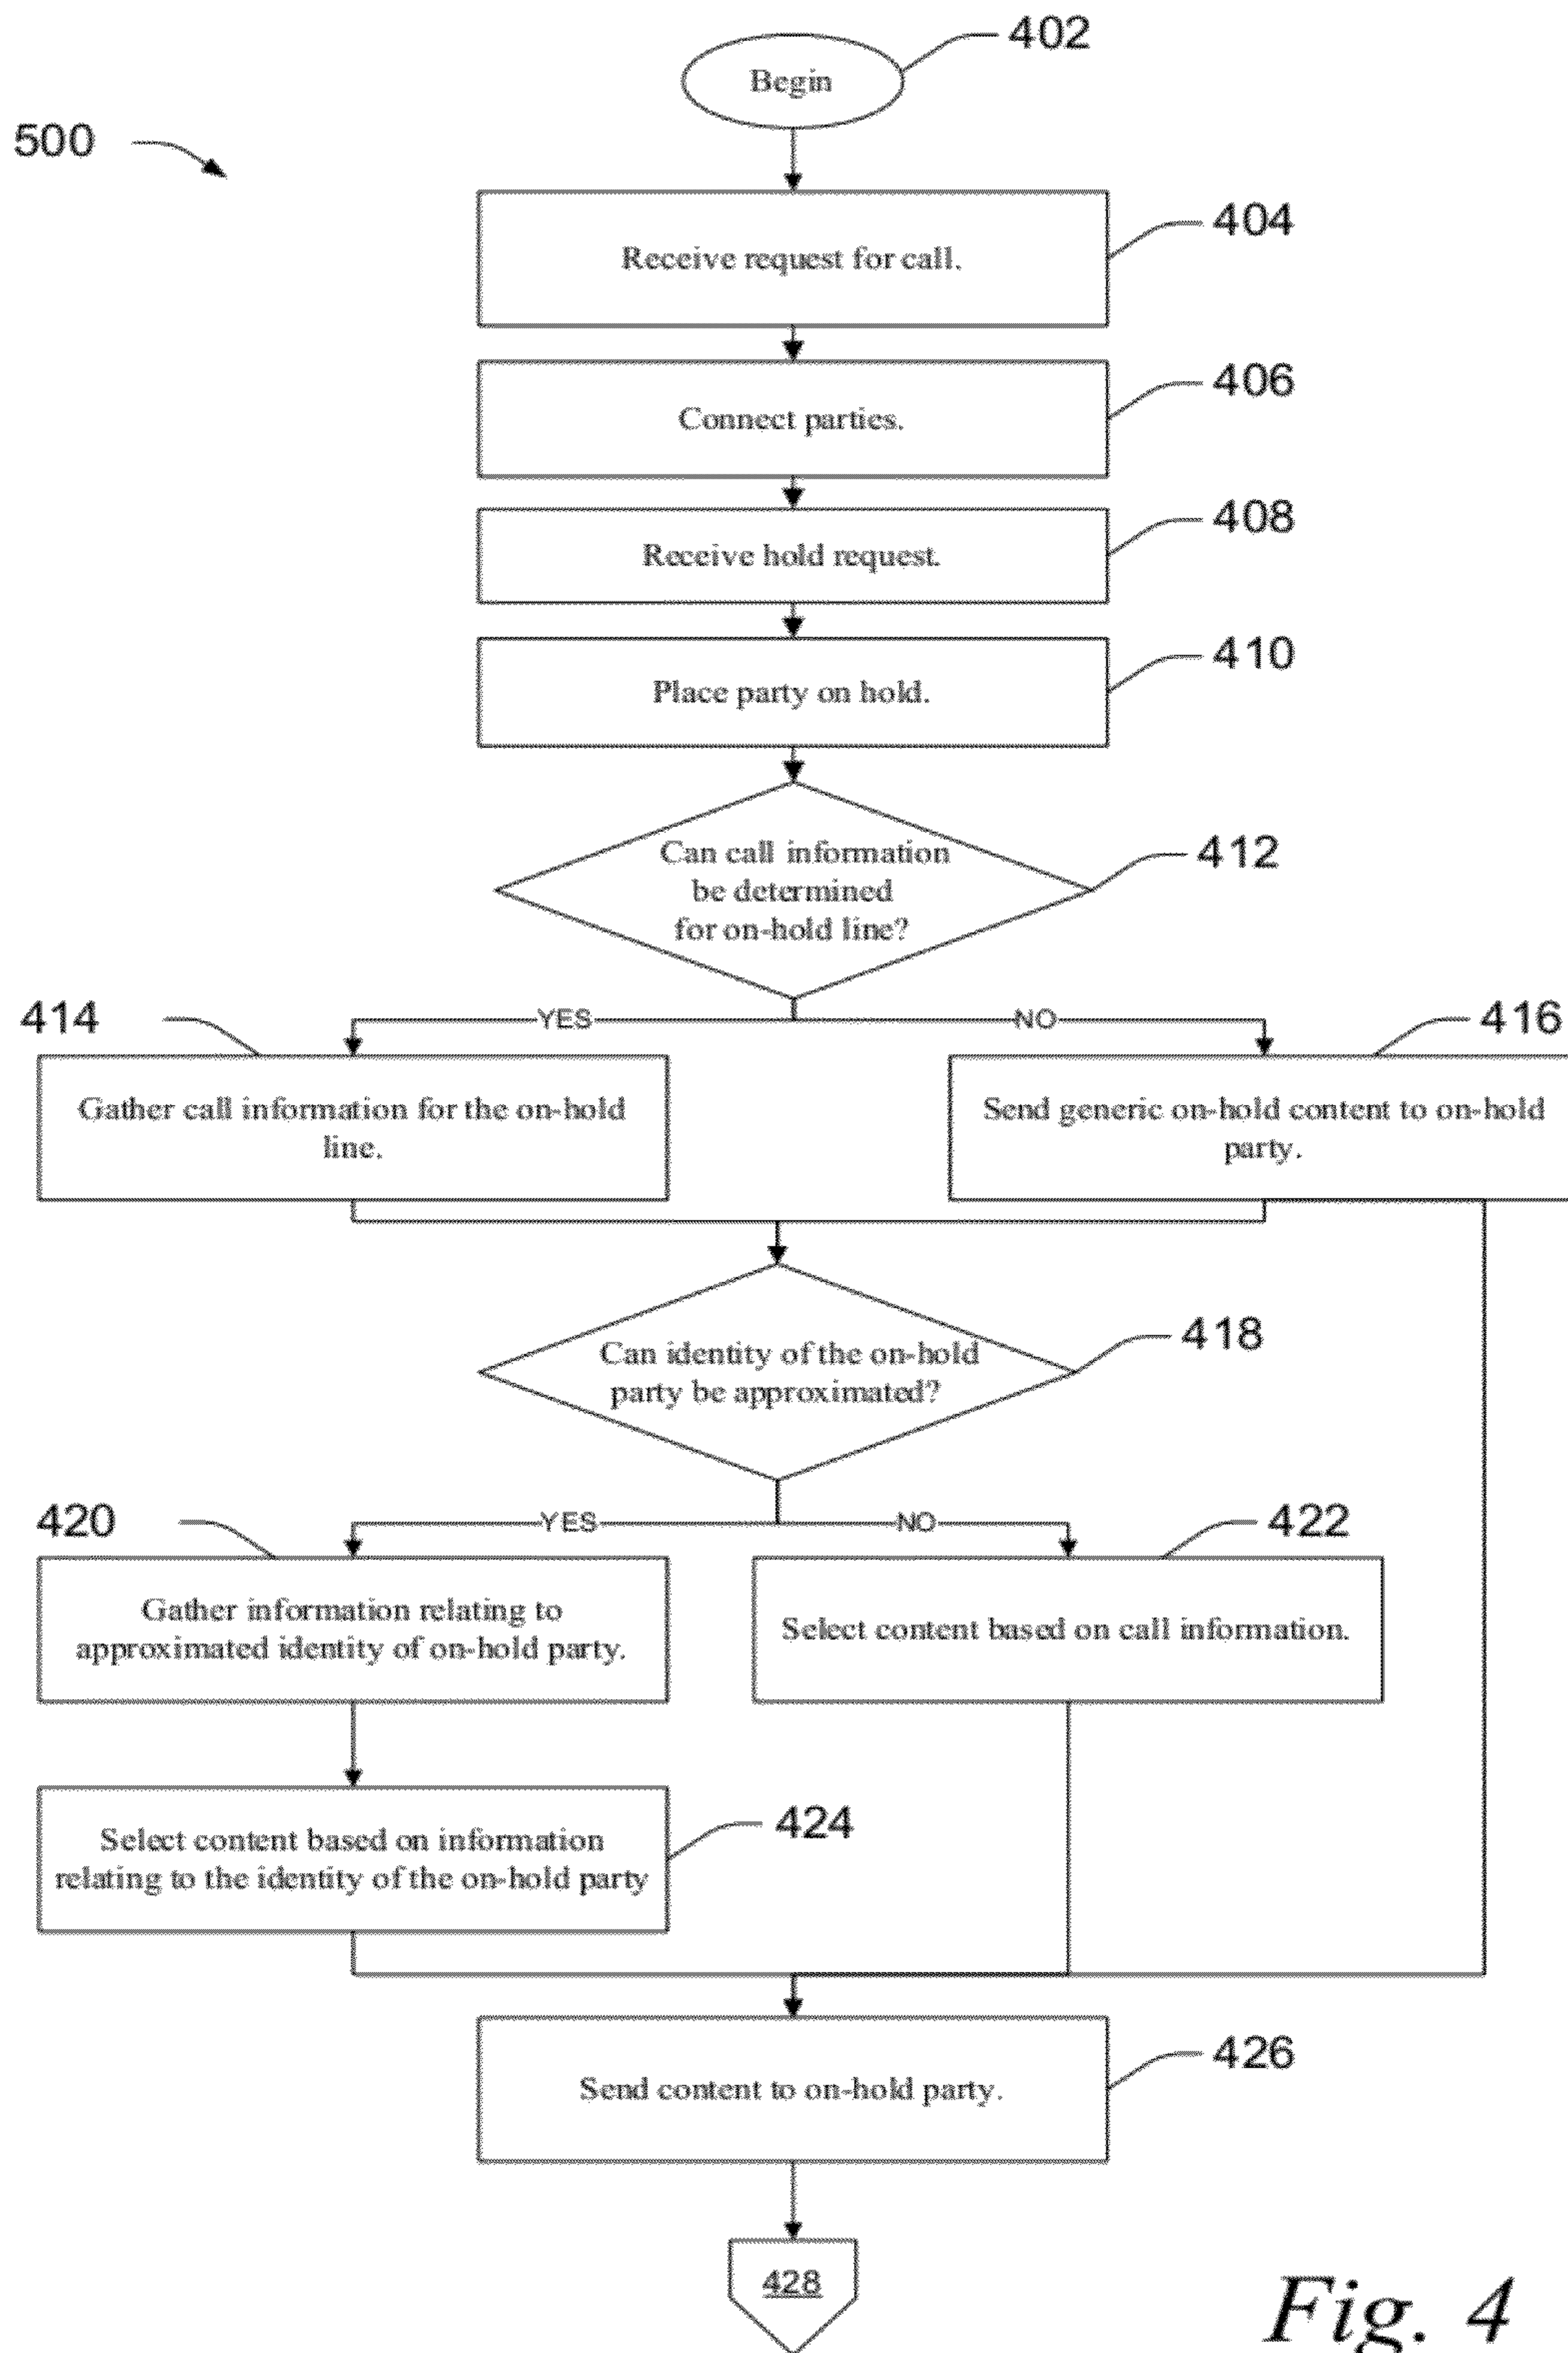 402
Begin
500
404
Receive request for call.
406
Connect parties.
408
Receive hold request.
410
Place party on hold.
Can call information
be determined
for on-hold line?
412
YES
NO
414
416
Gather call information for the on-hold
line.
Send generic on-hold content to on-hold
party.
418
Can identity of the on-hold
party be approximated?
YES
NO
420
422
Gather information relating to
approximated identity of on-hold party.
Select content based on call information.
424
Select content based on information
relating to the identity of the on-hold party
426
Send content to on-hold party.
428
Fig. 4